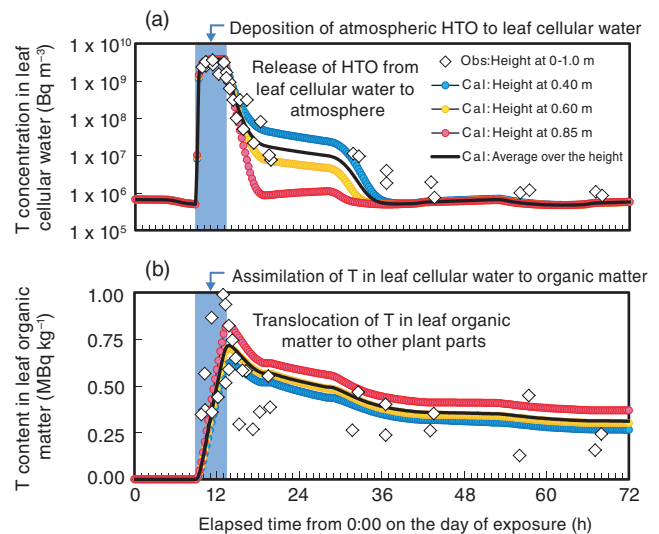 (a)
Deposition of atmospheric HTO to leaf cellular water
T concentration in leaf
cellular water (Bq m⁻³)
1 x 10¹⁰
1 x 10⁹
1 x 10⁸
1 x 10⁷
1 x 10⁶
1 x 10⁵
Release of HTO from
leaf cellular water to
atmosphere
Obs:Height at 0-1.0 m
Cal:Height at 0.40 m
Cal:Height at 0.60 m
Cal:Height at 0.85 m
Cal:Average over the height
(b)
Assimilation of T in leaf cellular water to organic matter
T content in leaf organic
matter (MBq kg⁻¹)
1.00
0.75
0.50
0.25
0.00
Translocation of T in leaf organic
matter to other plant parts
0 12 24 36 48 60 72
Elapsed time from 0:00 on the day of exposure (h)